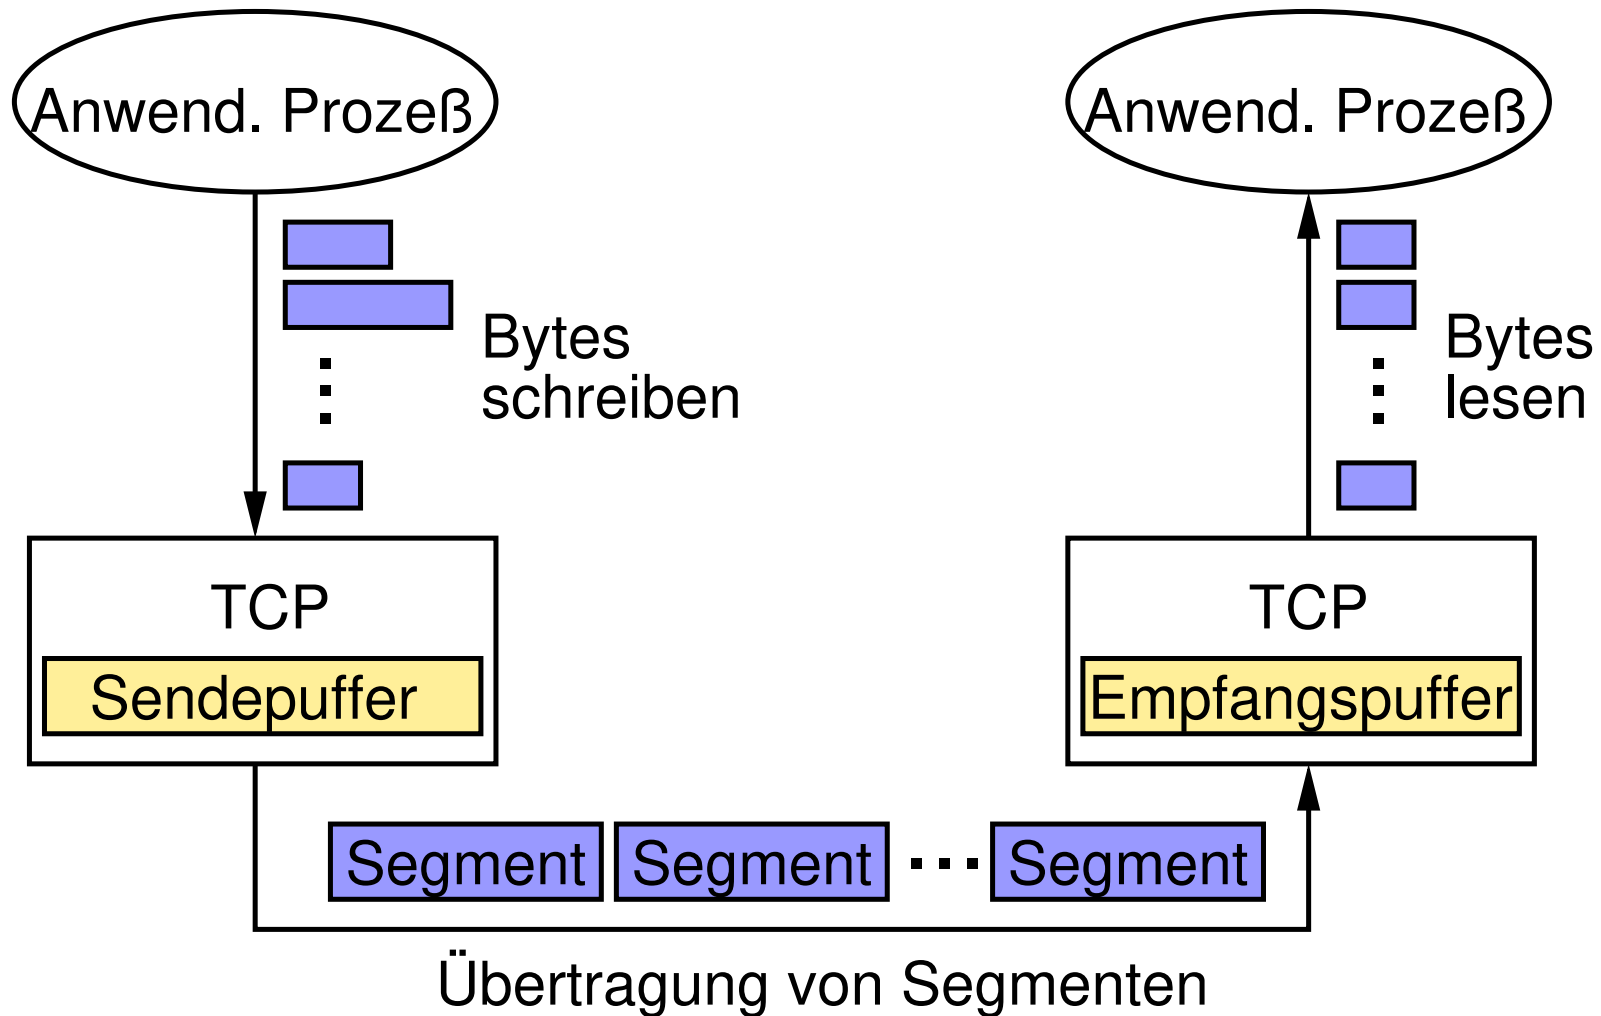 Anwend. Prozeß
Anwend. Prozeß
Bytes
schreiben
Bytes
lesen
TCP
Sendepuffer
TCP
Empfangspuffer
Segment
Segment
Segment
Übertragung von Segmenten